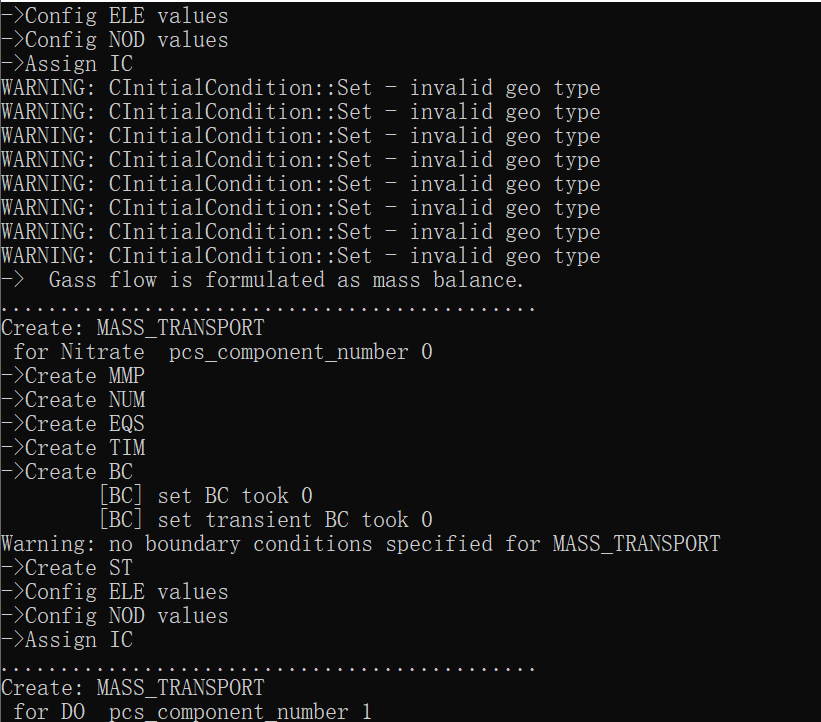 ->Config ELE values
->Config NOD values
->Assign IC
WARNING: CInitialCondition::Set - invalid geo type
WARNING: CInitialCondition::Set - invalid geo type
WARNING: CInitialCondition::Set - invalid geo type
WARNING: CInitialCondition::Set - invalid geo type
WARNING: CInitialCondition::Set - invalid geo type
WARNING: CInitialCondition::Set - invalid geo type
WARNING: CInitialCondition::Set - invalid geo type
WARNING: CInitialCondition::Set - invalid geo type
->  Gass flow is formulated as mass balance.
.............................................
Create: MASS_TRANSPORT
 for Nitrate  pcs_component_number 0
->Create MMP
->Create NUM
->Create EQS
->Create TIM
->Create BC
        [BC] set BC took 0
        [BC] set transient BC took 0
Warning: no boundary conditions specified for MASS_TRANSPORT
->Create ST
->Config ELE values
->Config NOD values
->Assign IC
.............................................
Create: MASS_TRANSPORT
 for DO  pcs_component_number 1